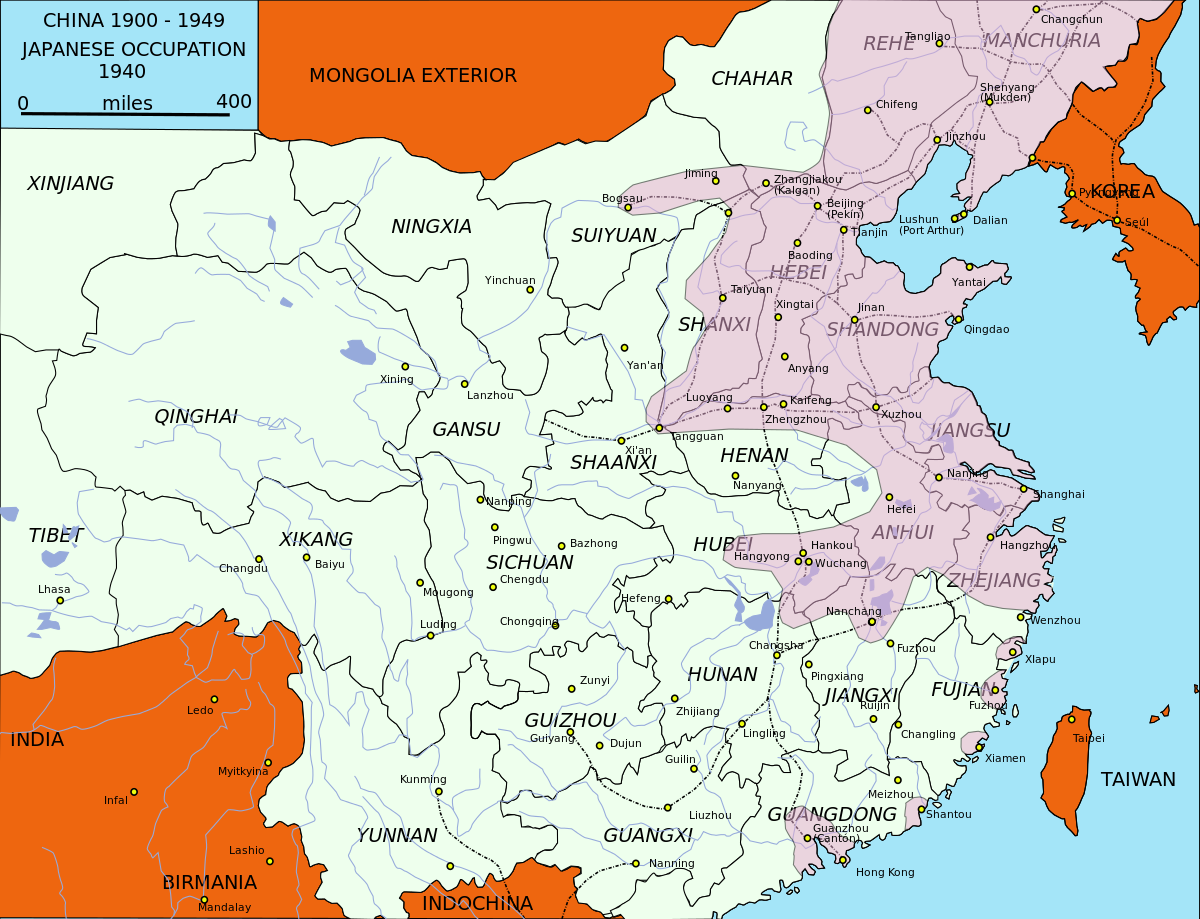 CHINA 1900 - 1949
JAPANESE OCCUPATION
1940
0 miles 400
MONGOLIA EXTERIOR
CHAHAR
REHE
Tangliao
MANCHURIA
Changchun
Shenyang
(Mukden)
Chifeng
Jinzhou
XINJIANG
NINGXIA
SUIYUAN
Jiming
Bogsau
Zhangjiakou
(Kalgan)
Beijing
(Pekín)
Tianjin
Lushun
(Port Arthur)
Dalian
KOREA
Seúl
Baoding
HEBEI
Yinchuan
Taiyuan
Yantai
Xingtai
Jinan
SHANXI
SHANDONG
Qingdao
Yan'an
Anyang
Xining
Lanzhou
Luoyang
Kaifeng
Zhengzhou
Xuzhou
QINGHAI
GANSU
Tangguan
Xi'an
JIANGSU
SHAANXI
HENAN
Nanyang
Nanjing
Shanghai
Nanping
Hefei
TIBET
XIKANG
Pingwu
Bazhong
HUBEI
Hankou
Hangyong
Wuchang
ANHUI
Hangzhou
Changdu
Baiyu
SICHUAN
Chengdu
ZHEJIANG
Lhasa
Mougong
Hefeng
Nanchang
Luding
Chongqing
Wenzhou
Changsha
Fuzhou
Xlapu
Pingxiang
HUNAN
Zunyi
JIANGXI
FUJIAN
Ruijin
Fuzhou
Ledo
Zhijiang
GUIZHOU
Guiyang
Dujun
Lingling
Changling
Taipei
INDIA
Guilin
Xiamen
Myitkyina
Kunming
TAIWAN
Infal
Meizhou
Liuzhou
GUANGDONG
Shantou
YUNNAN
GUANGXI
Guanzhou
(Cantón)
Lashio
Nanning
Hong Kong
BIRMANIA
Mandalay
INDOCHINA